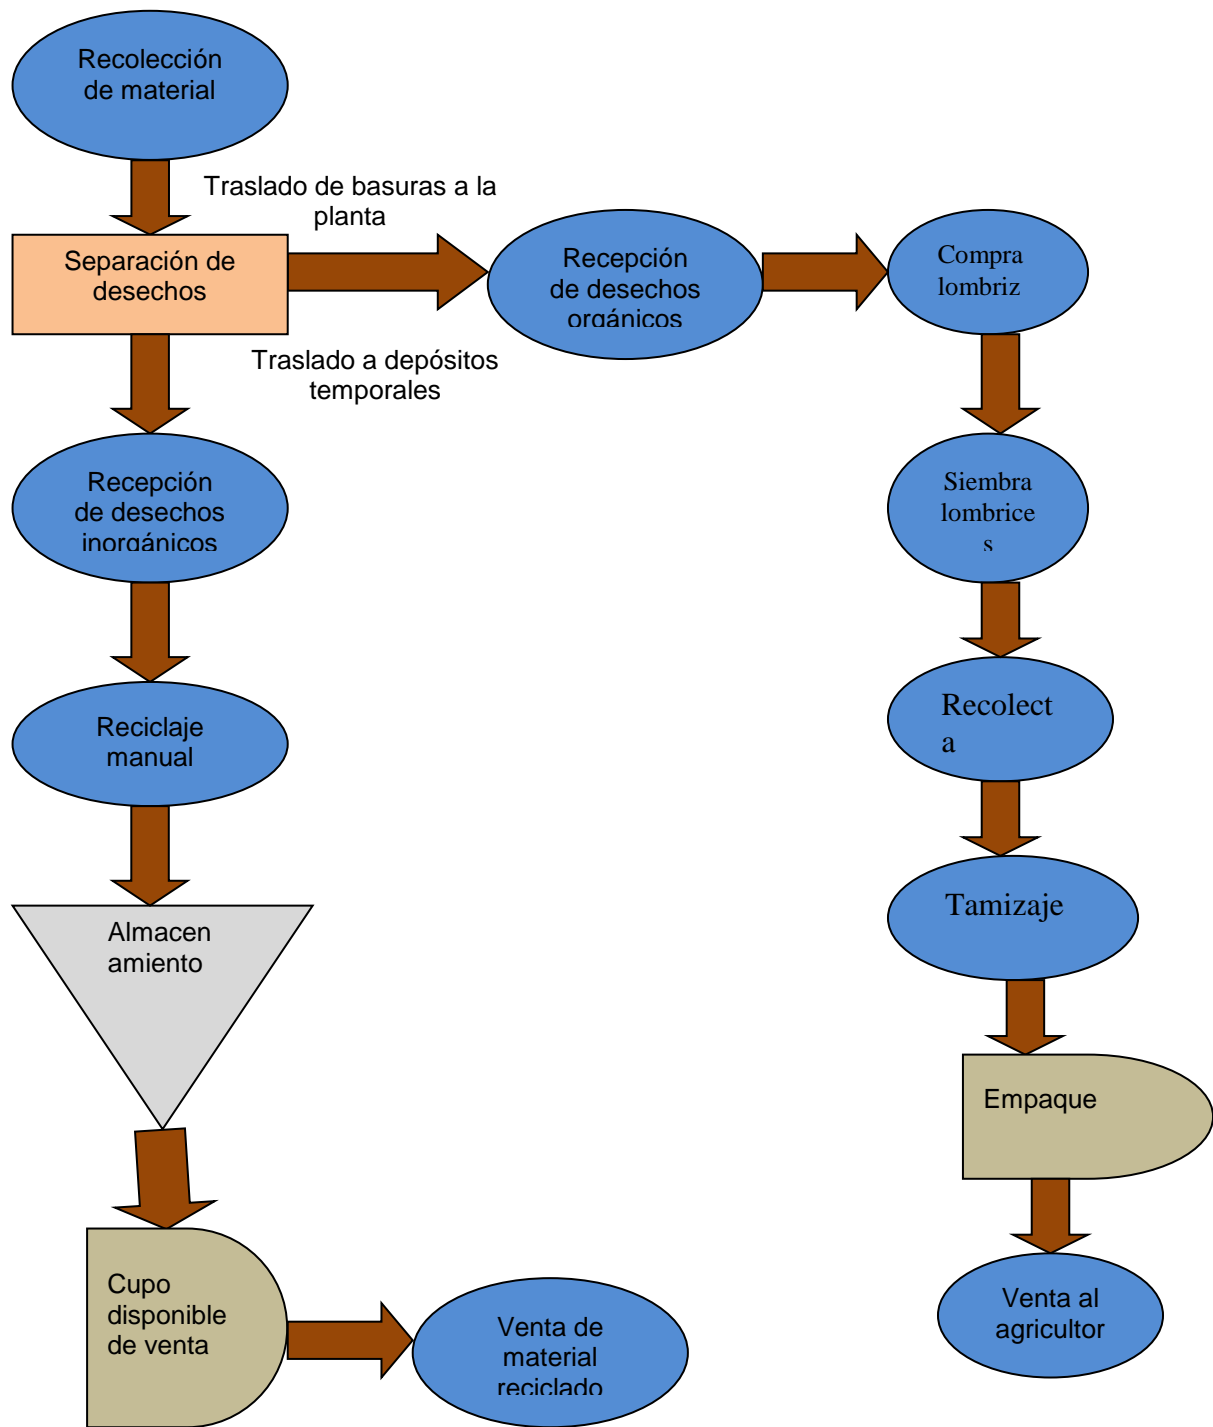 Recolección
de material
Traslado de basuras a la
planta
Separación de
desechos
Recepción
de desechos
orgánicos
Compra
lombriz
Traslado a depósitos
temporales
Recepción
de desechos
inorgánicos
Siembra
lombrice
s
Reciclaje
manual
Recolect
a
Almacen
amiento
Tamizaje
Empaque
Cupo
disponible
de venta
Venta de
material
reciclado
Venta al
agricultor